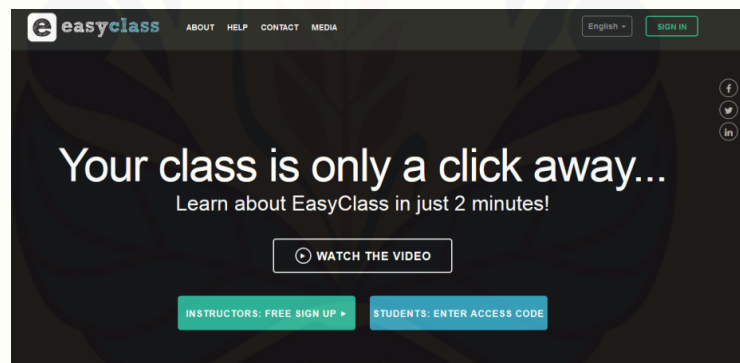 e easyclass ABOUT HELP CONTACT MEDIA English SIGN IN
Your class is only a click away...
Learn about EasyClass in just 2 minutes!
WATCH THE VIDEO
INSTRUCTORS: FREE SIGN UP STUDENTS: ENTER ACCESS CODE